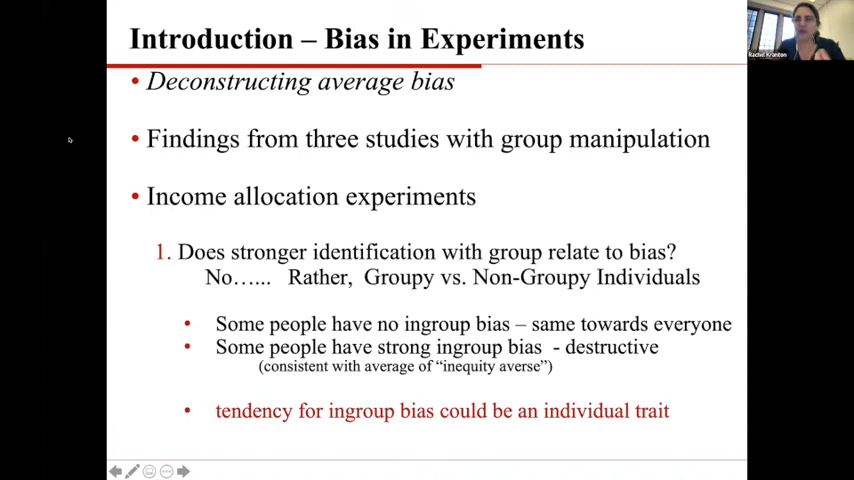 Introduction – Bias in Experiments
• Deconstructing average bias
• Findings from three studies with group manipulation
• Income allocation experiments
1. Does stronger identification with group relate to bias?
No…... Rather, Groupy vs. Non-Groupy Individuals
• Some people have no ingroup bias – same towards everyone
• Some people have strong ingroup bias - destructive
(consistent with average of “inequity averse”)
• tendency for ingroup bias could be an individual trait
Rachel Kranton